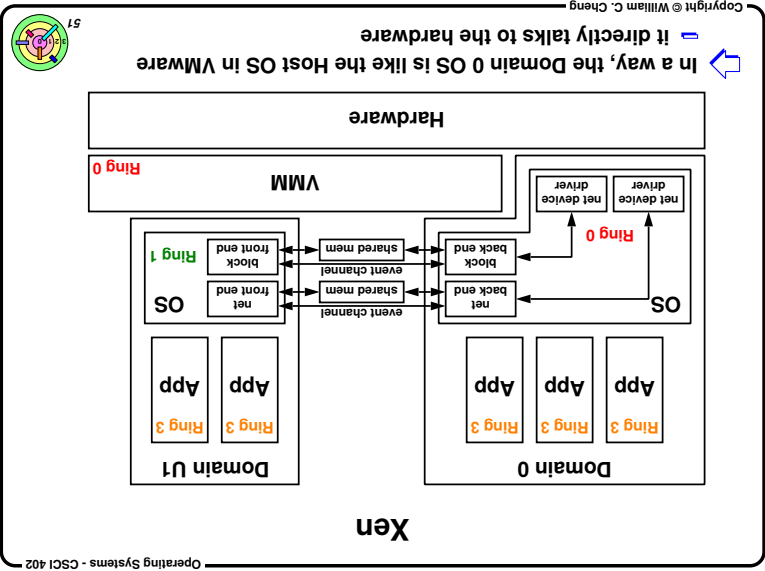 Operating Systems - CSCI 402
Xen
Domain 0
Domain U1
Ring 3
Ring 3
Ring 3
Ring 3
Ring 3
App
App
App
App
App
OS
net
back end
event channel
shared mem
net
front end
OS
block
back end
event channel
shared mem
block
front end
Ring 1
Ring 0
net device
driver
net device
driver
VMM
Ring 0
Hardware
In a way, the Domain 0 OS is like the Host OS in VMware
it directly talks to the hardware
3 2 1 0
51
Copyright © William C. Cheng